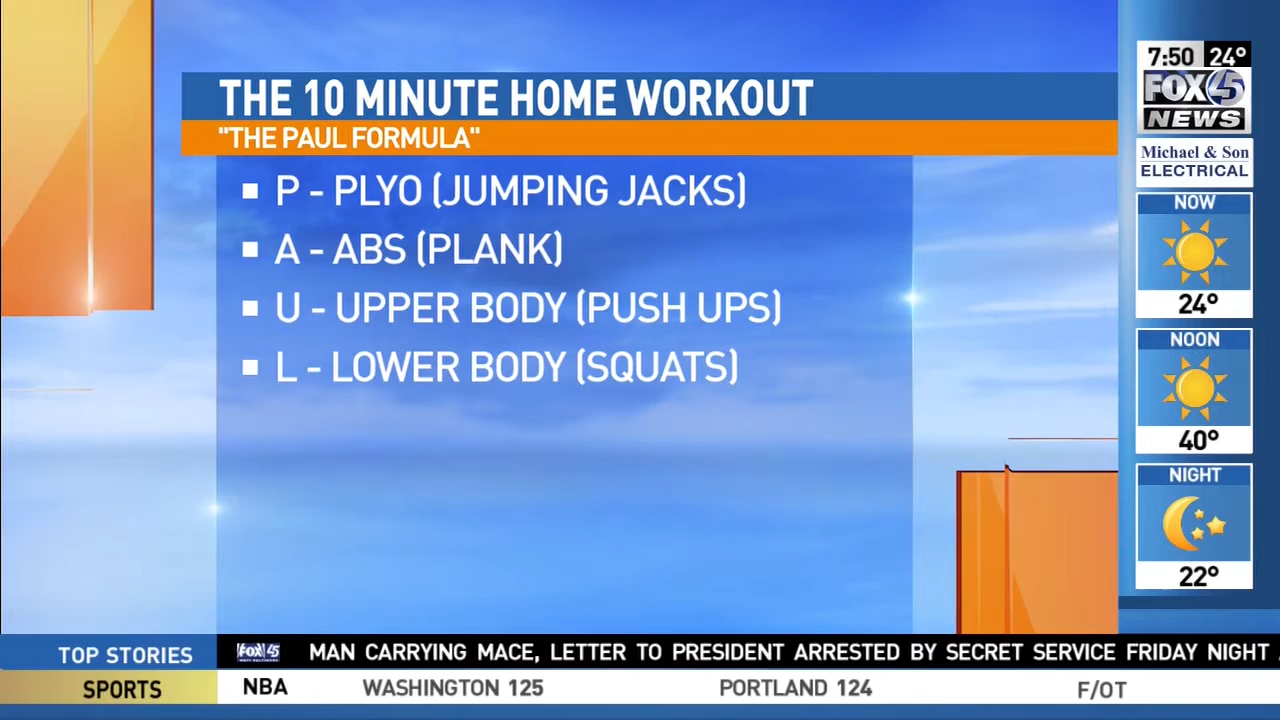 THE 10 MINUTE HOME WORKOUT
"THE PAUL FORMULA"
P - PLYO (JUMPING JACKS)
A - ABS (PLANK)
U - UPPER BODY (PUSH UPS)
L - LOWER BODY (SQUATS)
7:50 24°
FOX 45
NEWS
Michael & Son
ELECTRICAL
NOW
24°
NOON
40°
NIGHT
22°
TOP STORIES FOX 45 MAN CARRYING MACE, LETTER TO PRESIDENT ARRESTED BY SECRET SERVICE FRIDAY NIGHT
SPORTS NBA WASHINGTON 125 PORTLAND 124 F/OT